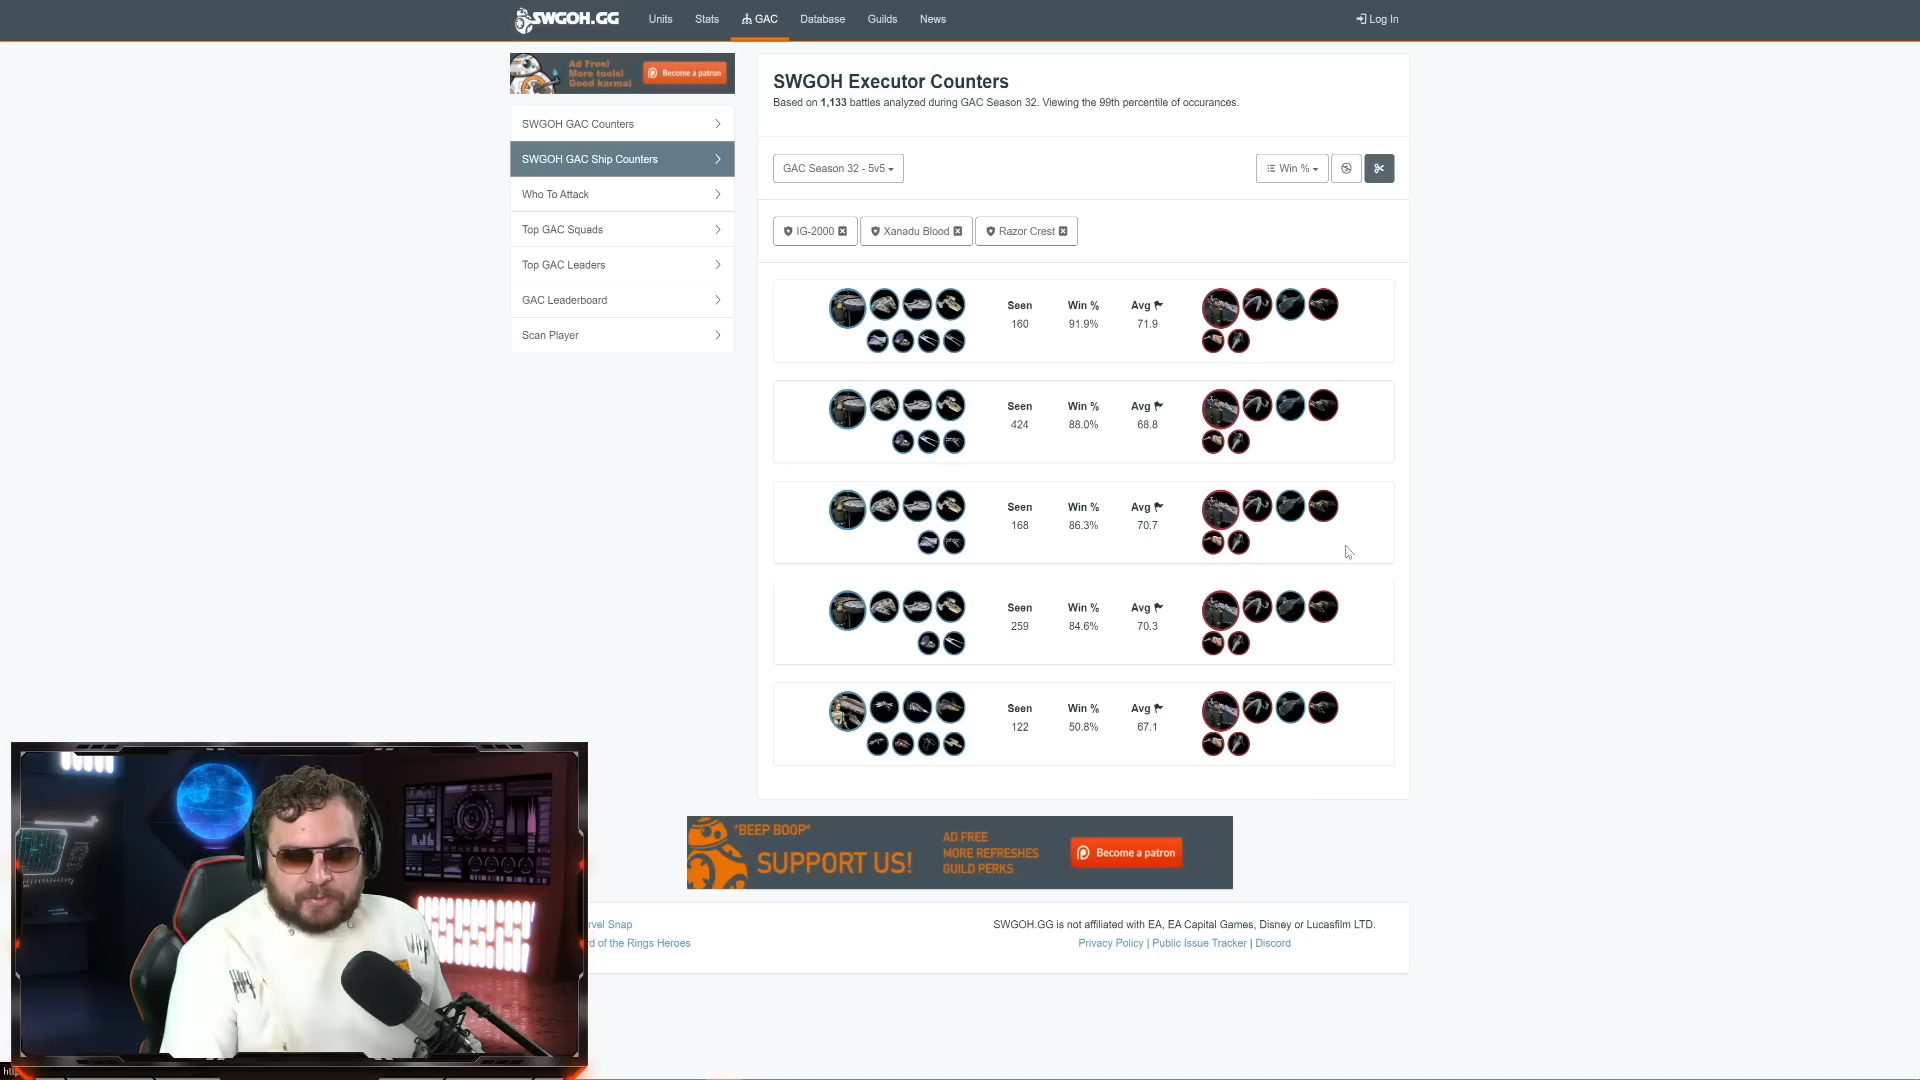 SWGOH.GG
Units
Stats
GAC
Database
Guilds
News
Log In
Ad Free!
More tools!
Good karma!
Become a patron
SWGOH GAC Counters
SWGOH GAC Ship Counters
Who To Attack
Top GAC Squads
Top GAC Leaders
GAC Leaderboard
Scan Player
SWGOH Executor Counters
Based on 1,133 battles analyzed during GAC Season 32. Viewing the 99th percentile of occurances.
GAC Season 32 - 5v5
Win %
IG-2000
Xanadu Blood
Razor Crest
Seen Win % Avg
160 91.9% 71.9
Seen Win % Avg
424 88.0% 68.8
Seen Win % Avg
168 86.3% 70.7
Seen Win % Avg
259 84.6% 70.3
Seen Win % Avg
122 50.8% 67.1
*BEEP BOOP*
SUPPORT US!
AD FREE
MORE REFRESHES
GUILD PERKS
Become a patron
rvel Snap
rd of the Rings Heroes
SWGOH.GG is not affiliated with EA, EA Capital Games, Disney or Lucasfilm LTD.
Privacy Policy | Public Issue Tracker | Discord
htt